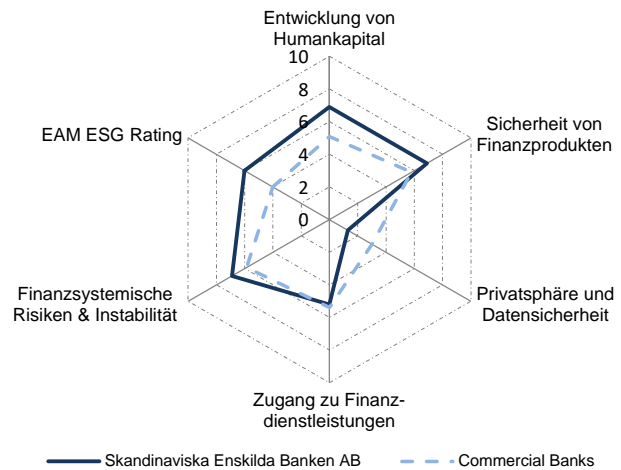 Entwicklung von
Humankapital
10
8
6
4
2
0
EAM ESG Rating
Sicherheit von
Finanzprodukten
Finanzsystemische
Risiken & Instabilität
Privatsphäre und
Datensicherheit
Zugang zu Finanz-
dienstleistungen
Skandinaviska Enskilda Banken AB
Commercial Banks